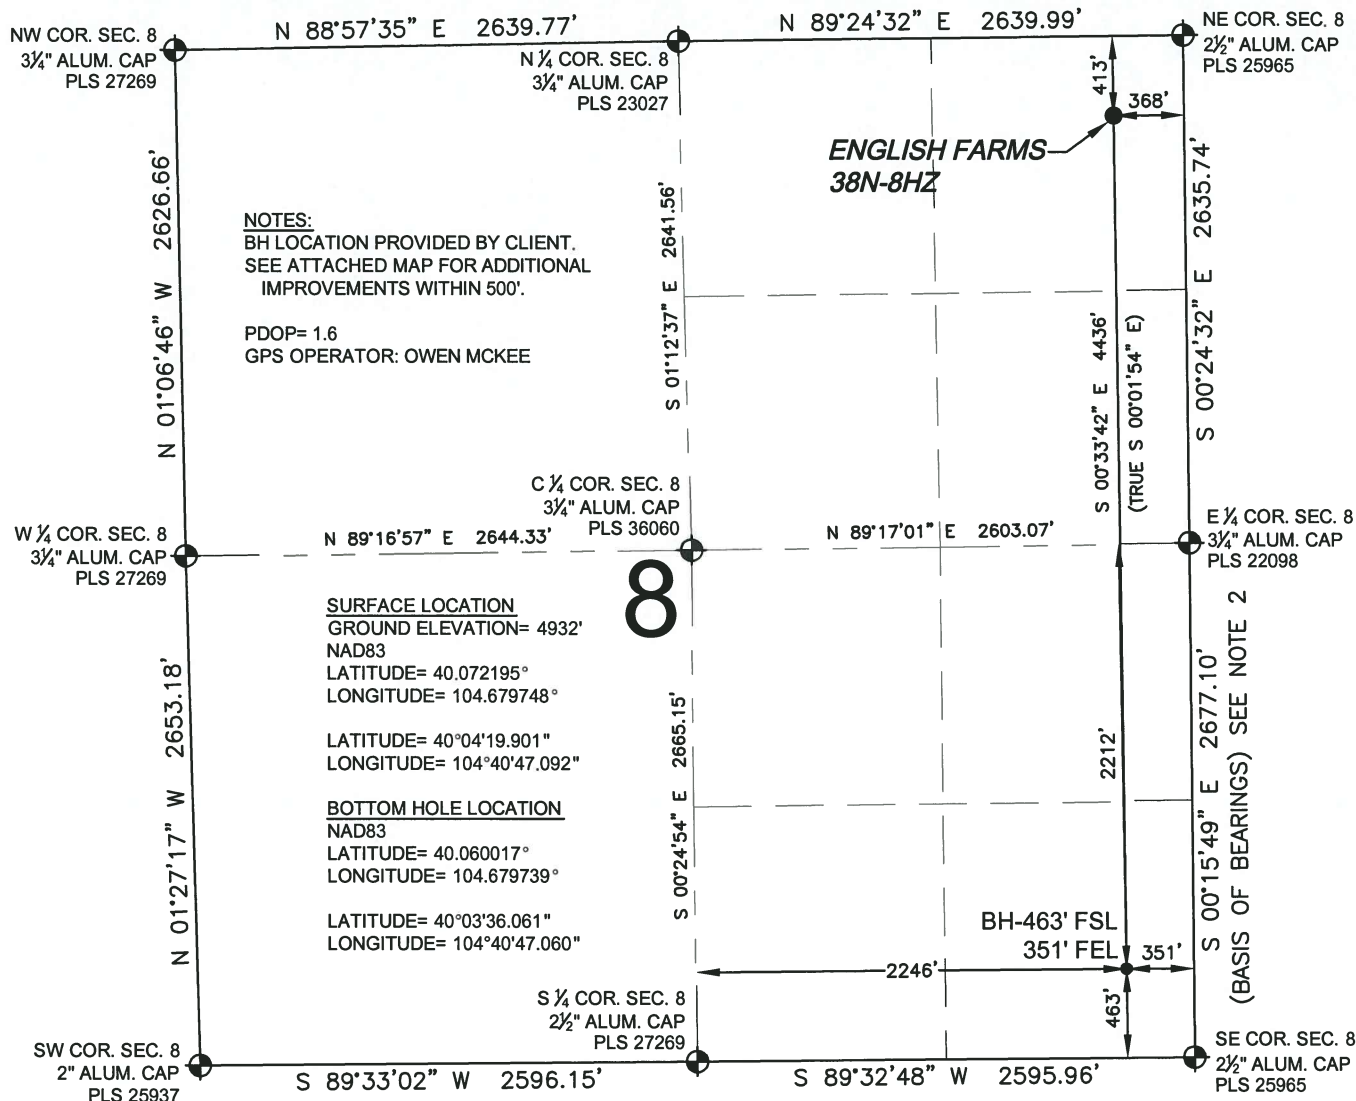 N 88°57'35" E 2639.77'
N 89°24'32" E 2639.99'
NW COR. SEC. 8
3¼" ALUM. CAP
PLS 27269
N ¼ COR. SEC. 8
3¼" ALUM. CAP
PLS 23027
NE COR. SEC. 8
2½" ALUM. CAP
PLS 25965
413'
368'
ENGLISH FARMS
38N-8HZ
N 01°06'46" W 2626.66'
NOTES:
BH LOCATION PROVIDED BY CLIENT.
SEE ATTACHED MAP FOR ADDITIONAL
IMPROVEMENTS WITHIN 500'.
PDOP= 1.6
GPS OPERATOR: OWEN MCKEE
S 01°12'37" E 2641.56'
S 00°33'42" E 4436'
(TRUE S 00°01'54" E)
S 00°24'32" E 2635.74'
W ¼ COR. SEC. 8
3¼" ALUM. CAP
PLS 27269
N 89°16'57" E 2644.33'
C ¼ COR. SEC. 8
3¼" ALUM. CAP
PLS 36060
N 89°17'01" E 2603.07'
E ¼ COR. SEC. 8
3¼" ALUM. CAP
PLS 22098
8
N 01°27'17" W 2653.18'
SURFACE LOCATION
GROUND ELEVATION= 4932'
NAD83
LATITUDE= 40.072195°
LONGITUDE= 104.679748°
LATITUDE= 40°04'19.901"
LONGITUDE= 104°40'47.092"
BOTTOM HOLE LOCATION
NAD83
LATITUDE= 40.060017°
LONGITUDE= 104.679739°
LATITUDE= 40°03'36.061"
LONGITUDE= 104°40'47.060"
S 00°24'54" E 2665.15'
2212'
S 00°15'49" E 2677.10'
(BASIS OF BEARINGS) SEE NOTE 2
BH-463' FSL
351' FEL
351'
2246'
463'
S ¼ COR. SEC. 8
2½" ALUM. CAP
PLS 27269
SW COR. SEC. 8
2" ALUM. CAP
PLS 25937
S 89°33'02" W 2596.15'
S 89°32'48" W 2595.96'
SE COR. SEC. 8
2½" ALUM. CAP
PLS 25965